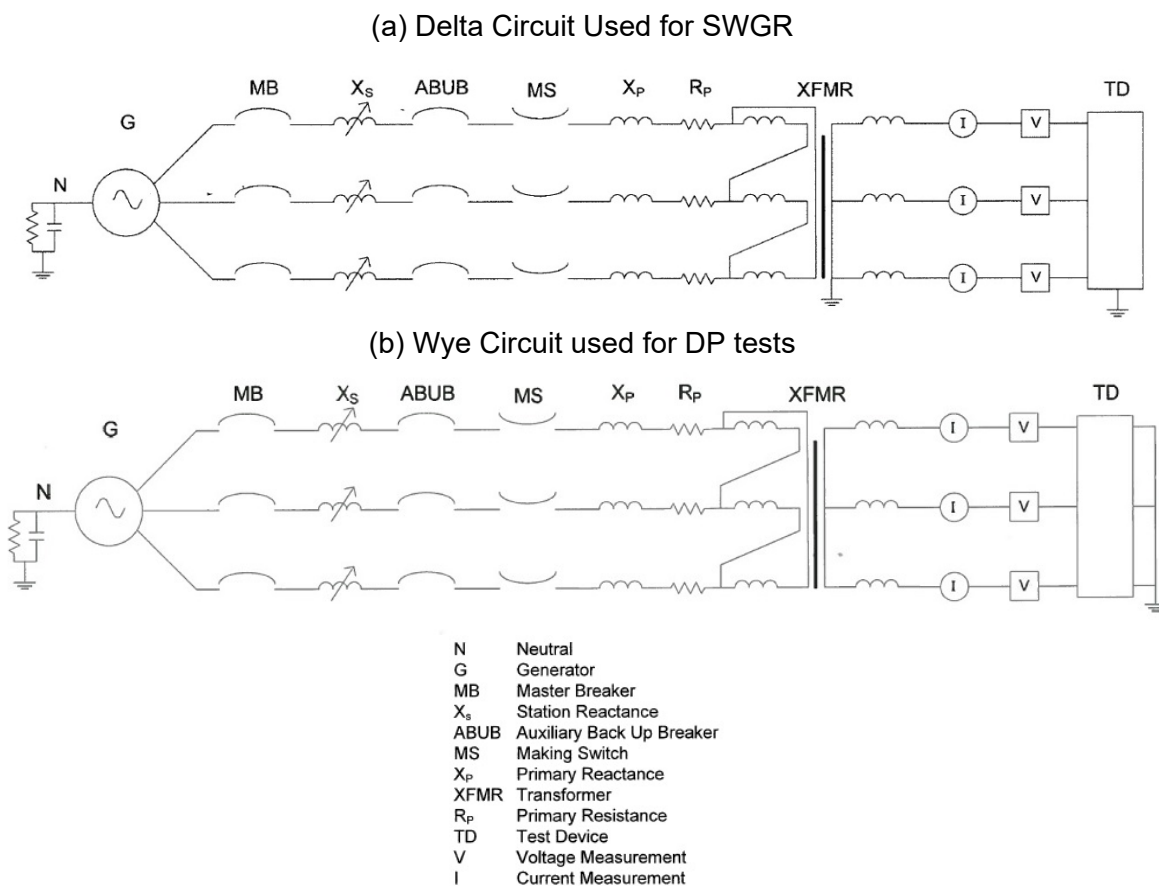 (a) Delta Circuit Used for SWGR
MB XS ABUB MS XP RP XFMR TD
G
I V
N
I V
I V
(b) Wye Circuit used for DP tests
MB XS ABUB MS XP RP XFMR TD
G
I V
N
I V
I V
N Neutral
G Generator
MB Master Breaker
Xs Station Reactance
ABUB Auxiliary Back Up Breaker
MS Making Switch
XP Primary Reactance
XFMR Transformer
RP Primary Resistance
TD Test Device
V Voltage Measurement
I Current Measurement